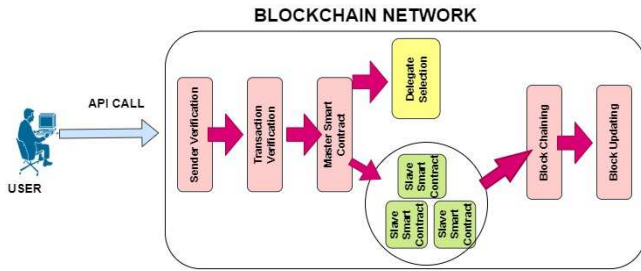 BLOCKCHAIN NETWORK
API CALL
USER
Sender Verification
Transaction
Verification
Master Smart
Contract
Delegate
Selection
Slave
Smart
Contract
Slave
Smart
Contract
Slave
Smart
Contract
Block Chaining
Block Updating